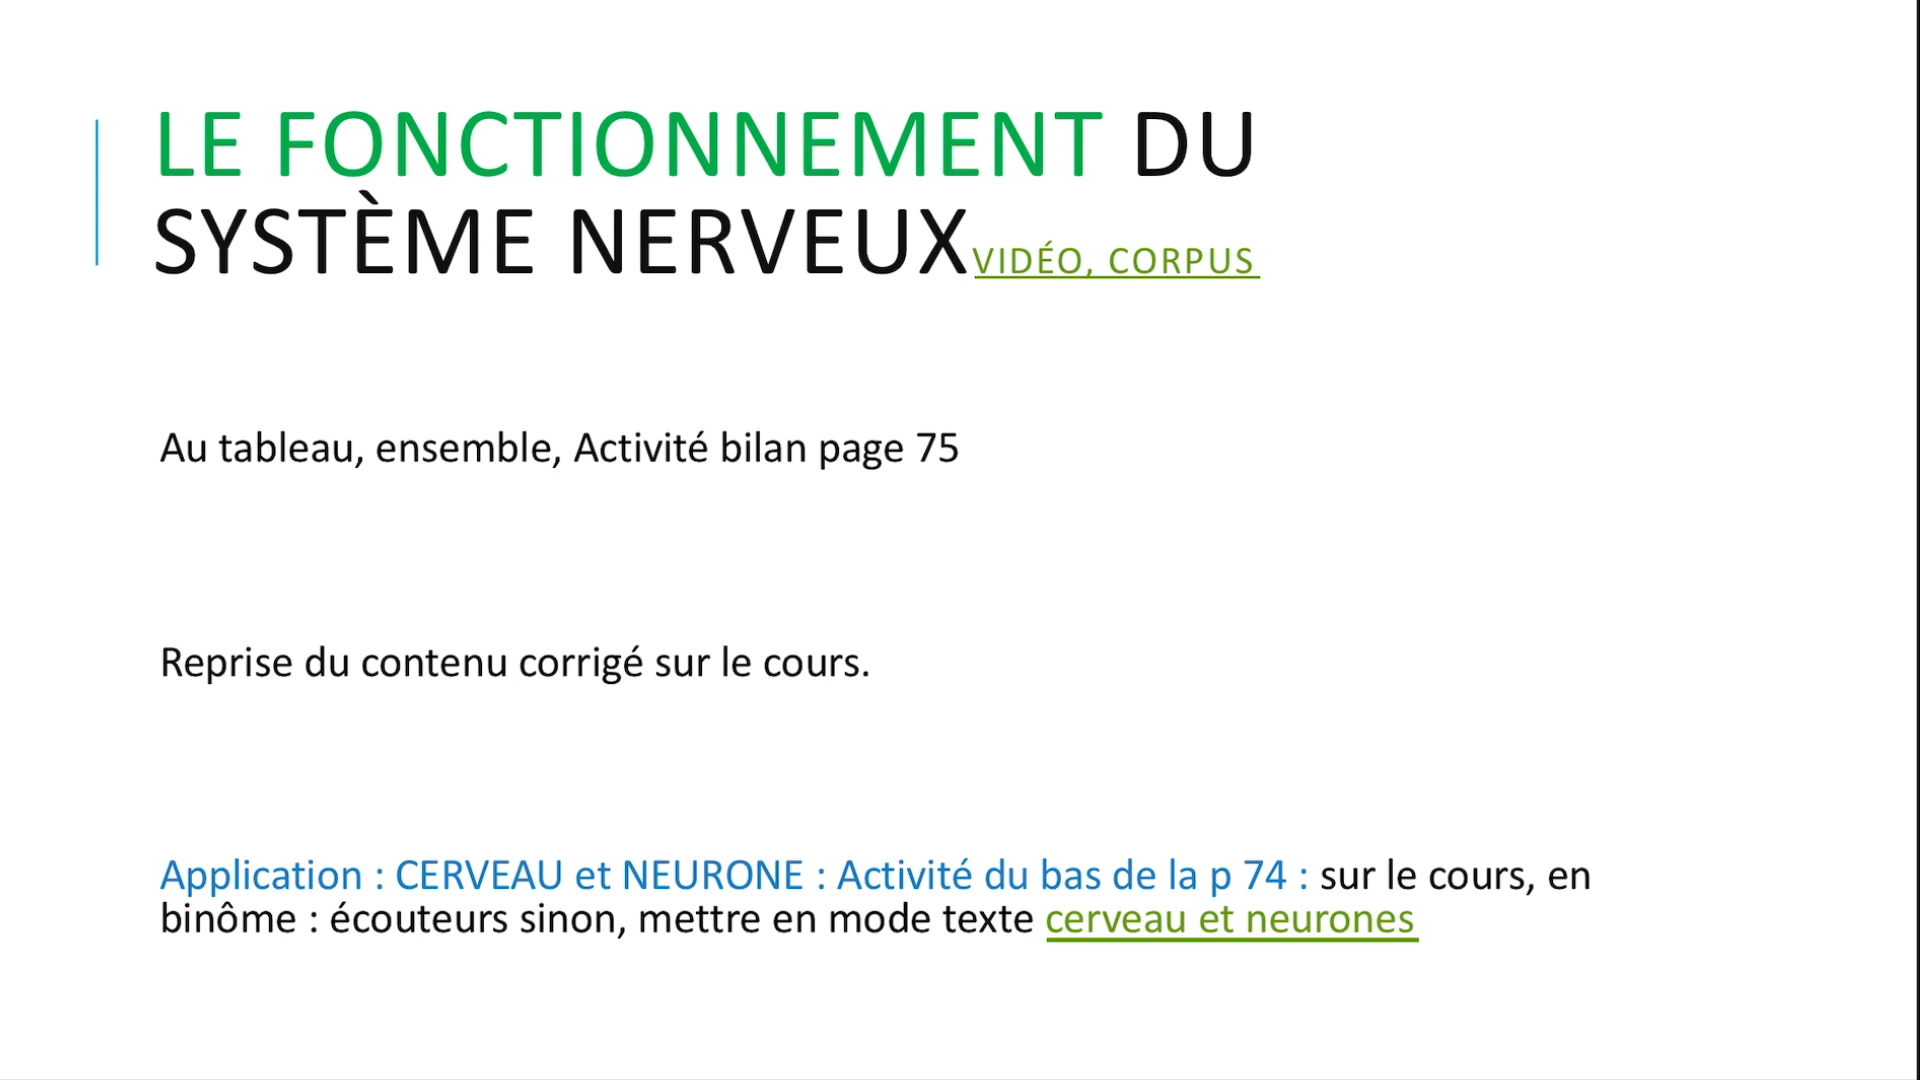 LE FONCTIONNEMENT DU
SYSTÈME NERVEUX VIDÉO, CORPUS
Au tableau, ensemble, Activité bilan page 75
Reprise du contenu corrigé sur le cours.
Application : CERVEAU et NEURONE : Activité du bas de la p 74 : sur le cours, en
binôme : écouteurs sinon, mettre en mode texte cerveau et neurones